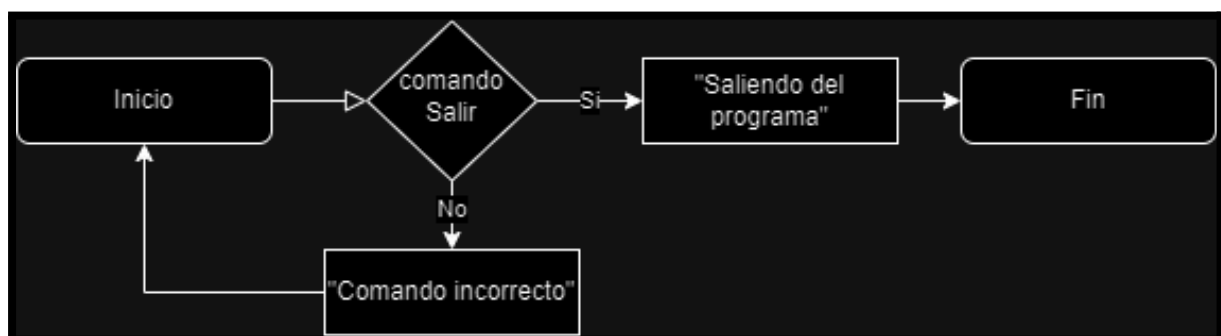 Inicio
comando
Salir
Si
"Saliendo del
programa"
Fin
No
"Comando incorrecto"